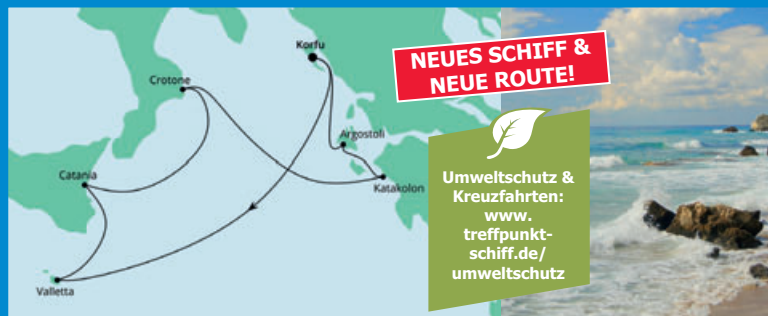 Korfu
Crotone
Argostoli
Catania
Katakolon
Valletta
NEUES SCHIFF &
NEUE ROUTE!
Umweltschutz &
Kreuzfahrten:
www.
treffpunkt-
schiff.de/
umweltschutz